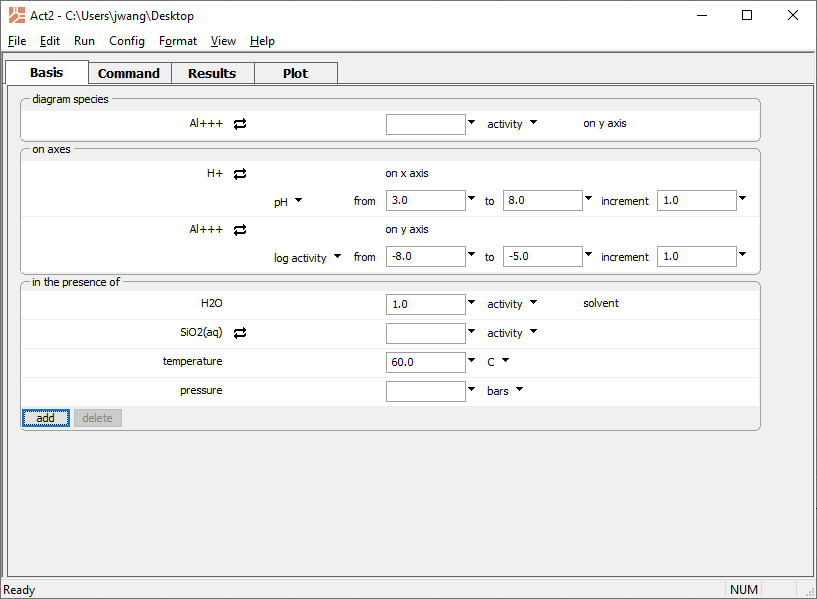 Act2 - C:\Users\jwang\Desktop
File Edit Run Config Format View Help
Basis Command Results Plot
diagram species
Al+++ activity on y axis
on axes
H+ on x axis
pH from 3.0 to 8.0 increment 1.0
Al+++ on y axis
log activity from -8.0 to -5.0 increment 1.0
in the presence of
H2O 1.0 activity solvent
SiO2(aq) activity
temperature 60.0 C
pressure bars
add delete
Ready NUM